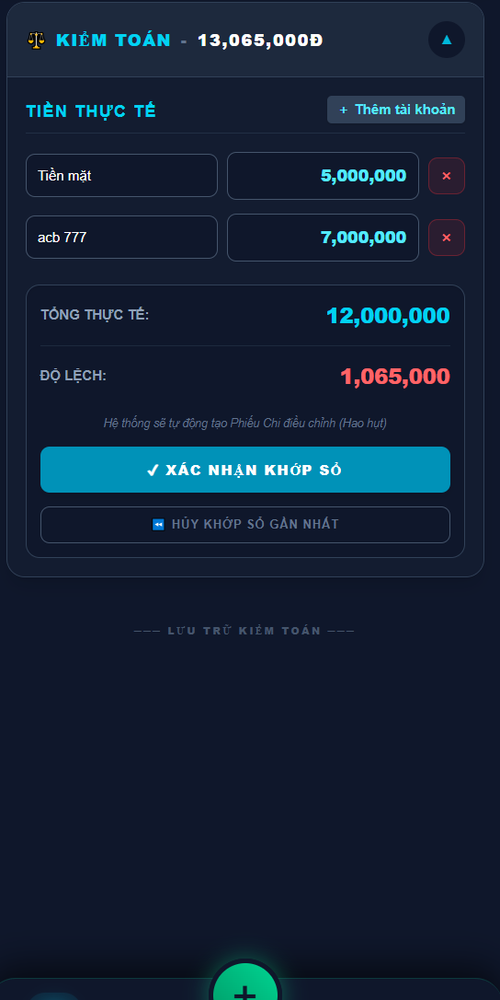 ⚖️ KIỂM TOÁN - 13,065,000Đ ▲
TIỀN THỰC TẾ + Thêm tài khoản
Tiền mặt 5,000,000 ×
acb 777 7,000,000 ×
TỔNG THỰC TẾ: 12,000,000
ĐỘ LỆCH: 1,065,000
Hệ thống sẽ tự động tạo Phiếu Chi điều chỉnh (Hao hụt)
✓ XÁC NHẬN KHỚP SỔ
⏪ HỦY KHỚP SỔ GẦN NHẤT
——— LƯU TRỮ KIỂM TOÁN ———
+